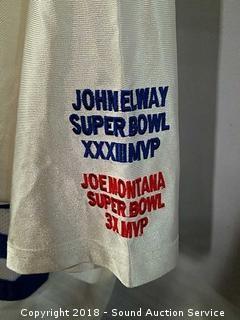 JOHN ELWAY
SUPER BOWL
XXXIII MVP
JOE MONTANA
SUPER BOWL
3X MVP
Copyright 2018 - Sound Auction Service